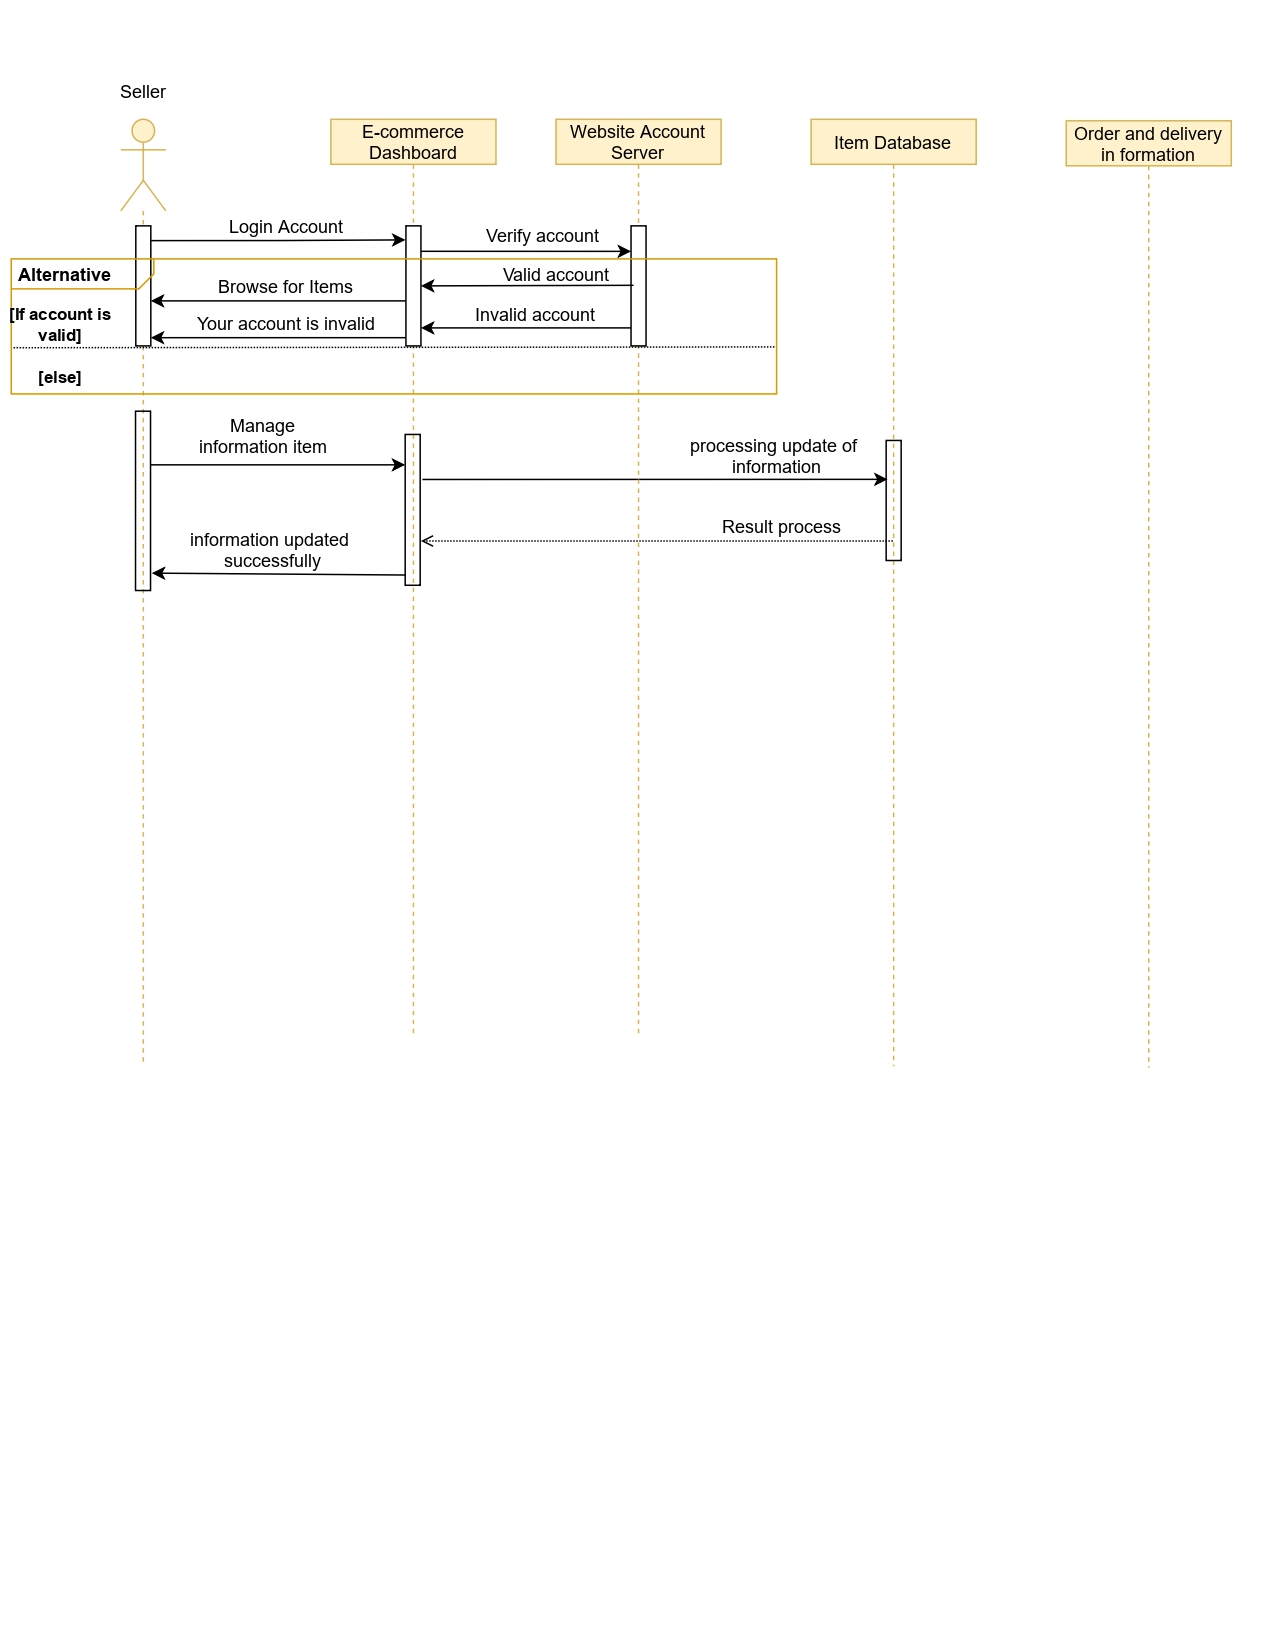 Seller
E-commerce
Dashboard
Website Account
Server
Item Database
Order and delivery
in formation
Login Account
Verify account
Alternative
Valid account
Browse for Items
[If account is
valid]
Invalid account
Your account is invalid
[else]
Manage
information item
processing update of
information
Result process
information updated
successfully